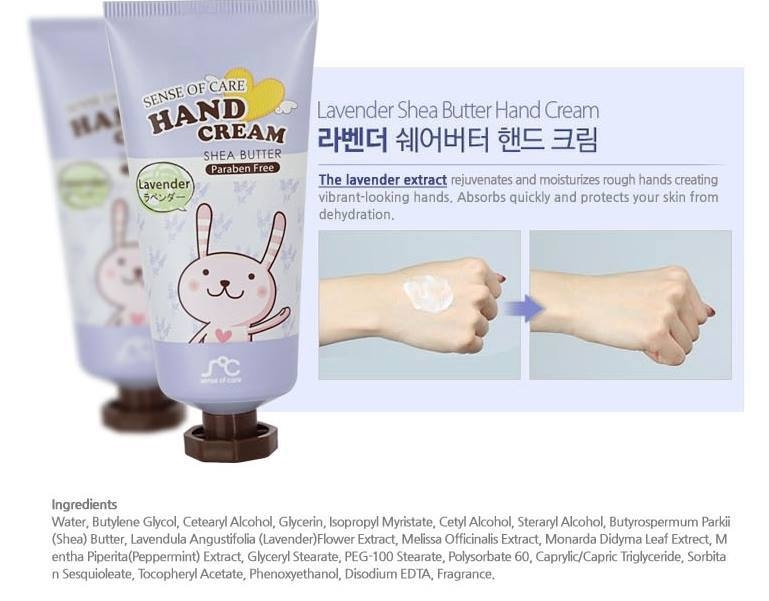 SENSE OF CARE
HAND
CREAM
SHEA BUTTER
Paraben Free
Lavender
ラベンダー
sense of care
Lavender Shea Butter Hand Cream
라벤더 쉐어버터 핸드 크림
The lavender extract rejuvenates and moisturizes rough hands creating
vibrant-looking hands. Absorbs quickly and protects your skin from
dehydration.
Ingredients
Water, Butylene Glycol, Cetearyl Alcohol, Glycerin, Isopropyl Myristate, Cetyl Alcohol, Steraryl Alcohol, Butyrospermum Parkii
(Shea) Butter, Lavendula Angustifolia (Lavender)Flower Extract, Melissa Officinalis Extract, Monarda Didyma Leaf Extrect, M
entha Piperita(Peppermint) Extract, Glyceryl Stearate, PEG-100 Stearate, Polysorbate 60, Caprylic/Capric Triglyceride, Sorbita
n Sesquioleate, Tocopheryl Acetate, Phenoxyethanol, Disodium EDTA, Fragrance.